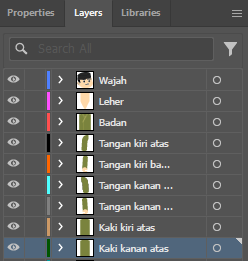 Properties Layers Libraries
Search All
Wajah
Leher
Badan
Tangan kiri atas
Tangan kiri ba...
Tangan kanan ...
Tangan kanan ...
Kaki kiri atas
Kaki kanan atas